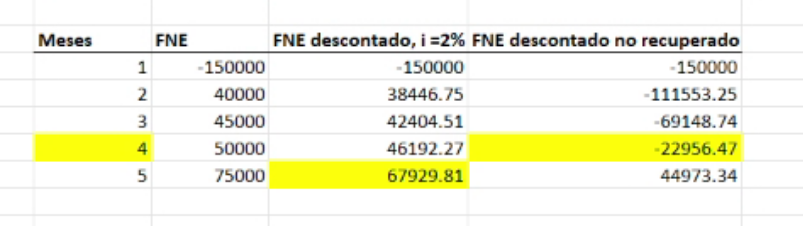 Meses FNE FNE descontado, i =2% FNE descontado no recuperado
1 -150000 -150000 -150000
2 40000 38446.75 -111553.25
3 45000 42404.51 -69148.74
4 50000 46192.27 -22956.47
5 75000 67929.81 44973.34